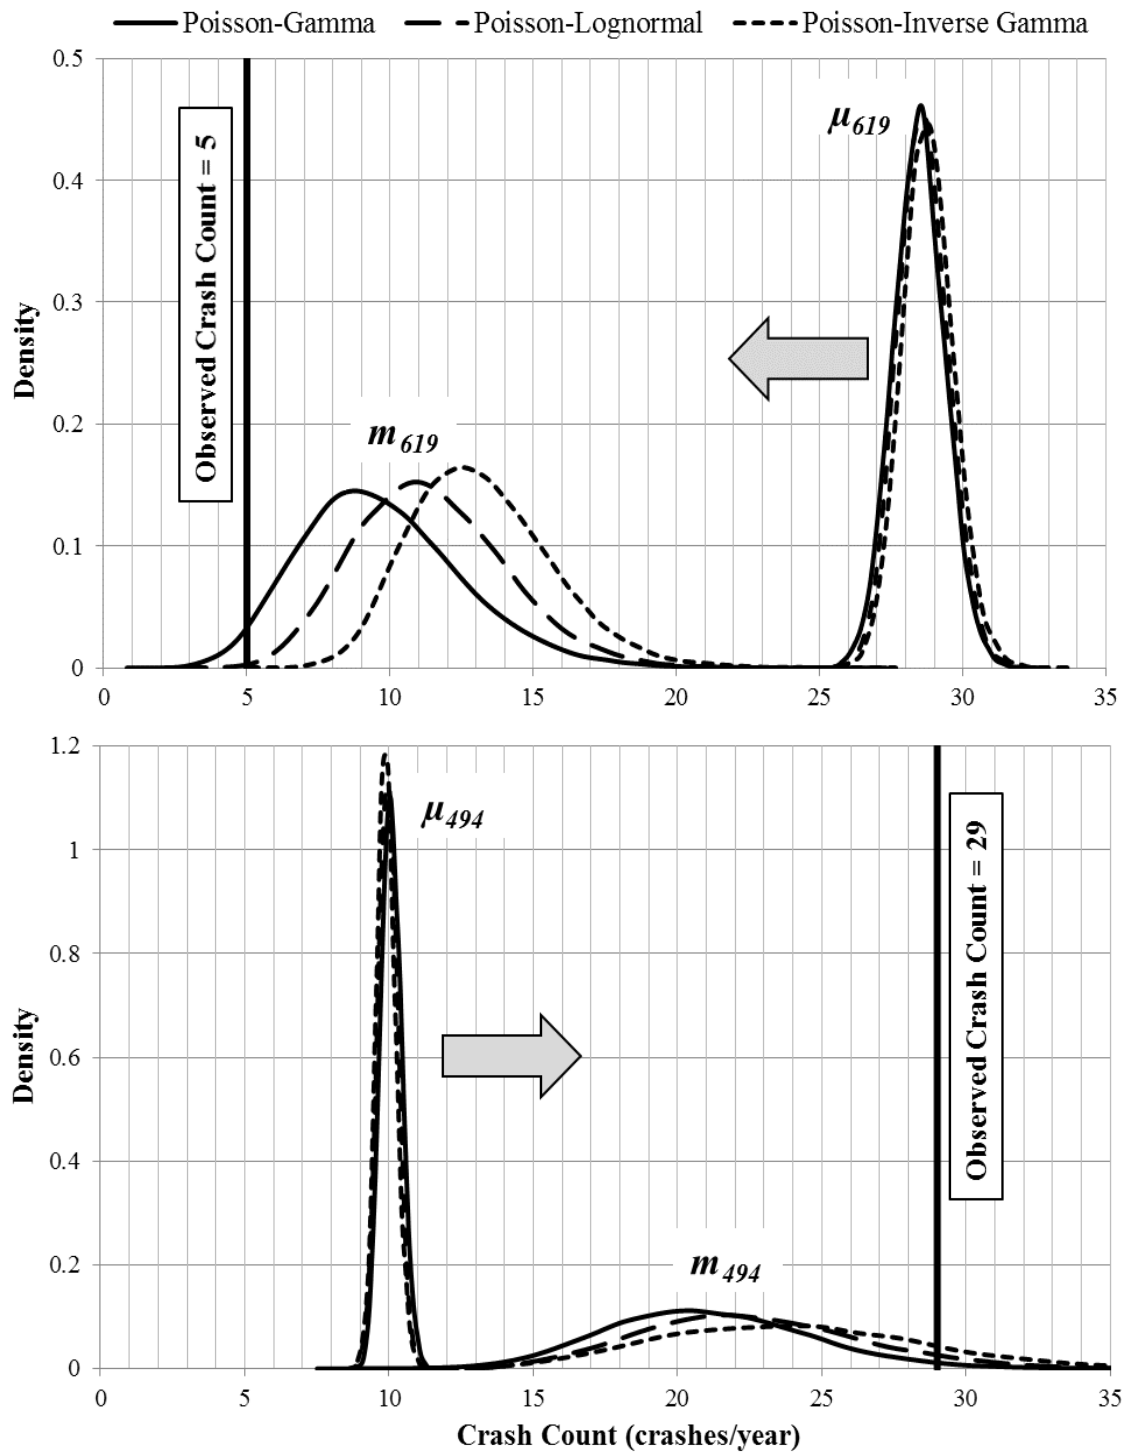 Poisson-Gamma Poisson-Lognormal Poisson-Inverse Gamma
0.5
0.4
0.3
0.2
0.1
0
Density
Observed Crash Count = 5
m619
μ619
0 5 10 15 20 25 30 35
1.2
1
0.8
0.6
0.4
0.2
0
Density
μ494
m494
Observed Crash Count = 29
0 5 10 15 20 25 30 35
Crash Count (crashes/year)